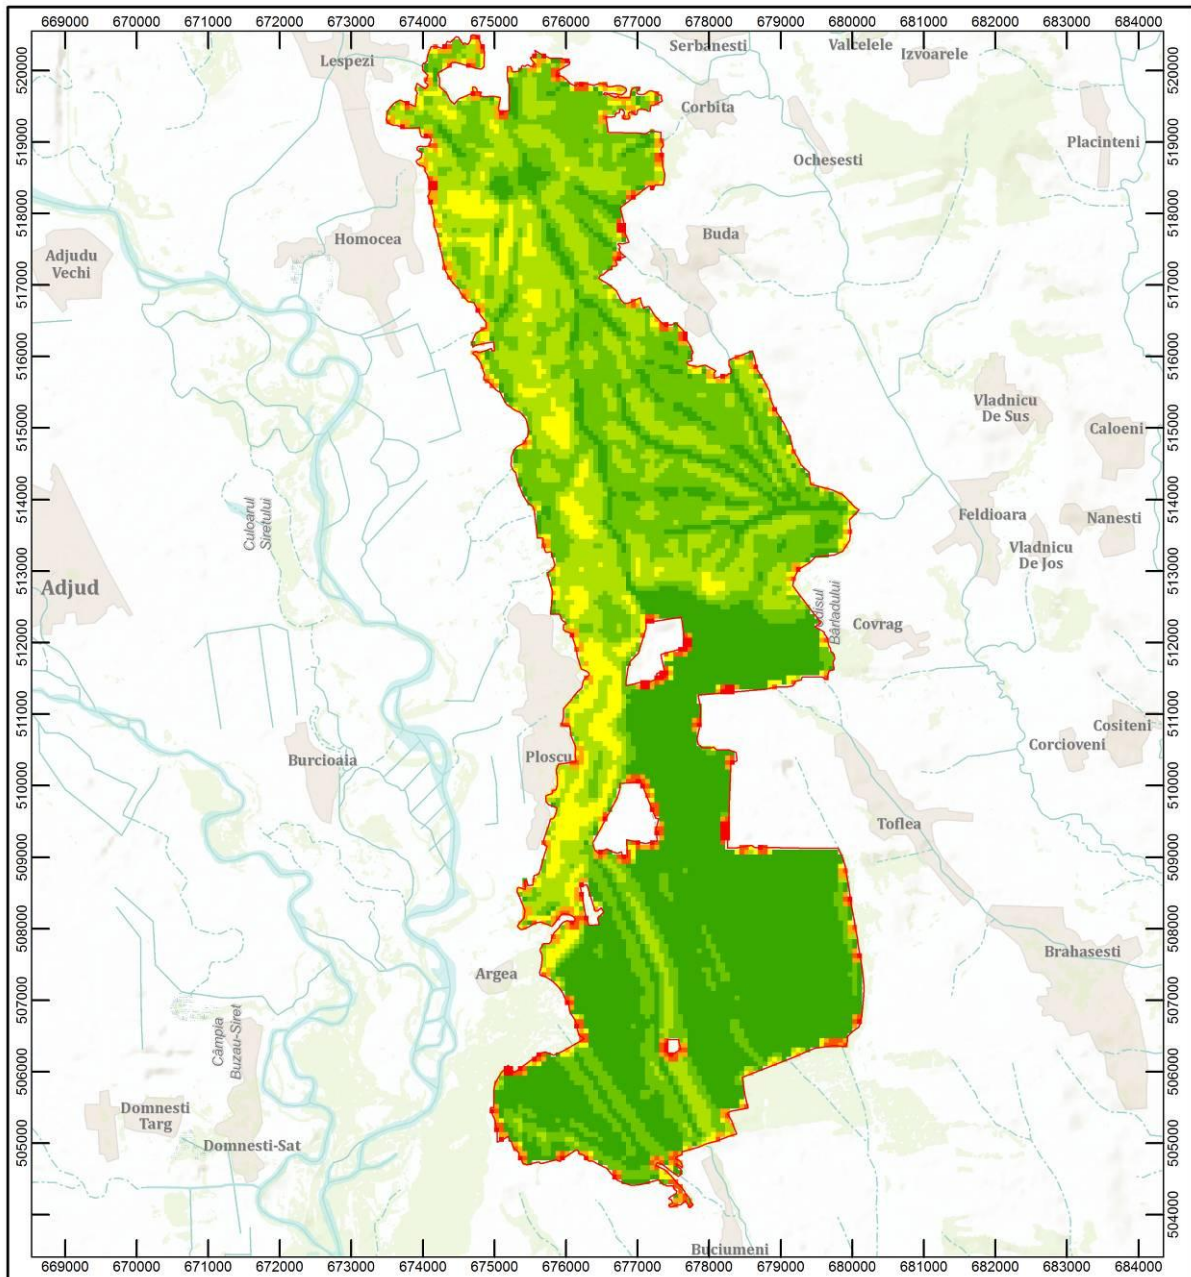 669000 670000 671000 672000 673000 674000 675000 676000 677000 678000 679000 680000 681000 682000 683000 684000
520000
519000
518000
517000
516000
515000
514000
513000
512000
511000
510000
509000
508000
507000
506000
505000
504000
Lespezi
Serbanesti
Valcelele
Izvoarele
Corbita
Placinteni
Ochesesti
Homocea
Adjudu
Vechi
Buda
Vladnicu
De Sus
Caloeni
Culoarul
Siretului
Feldioara
Nanesti
Vladnicu
De Jos
Adjud
Bârladului
Covrag
Cositeni
Corcioveni
Burcioaia
Ploscu
Toflea
Brahasesti
Argea
Câmpia
Buzau-Siret
Domnesti
Targ
Domnesti-Sat
Buciumeni
520000
519000
518000
517000
516000
515000
514000
513000
512000
511000
510000
509000
508000
507000
506000
505000
504000
669000 670000 671000 672000 673000 674000 675000 676000 677000 678000 679000 680000 681000 682000 683000 684000